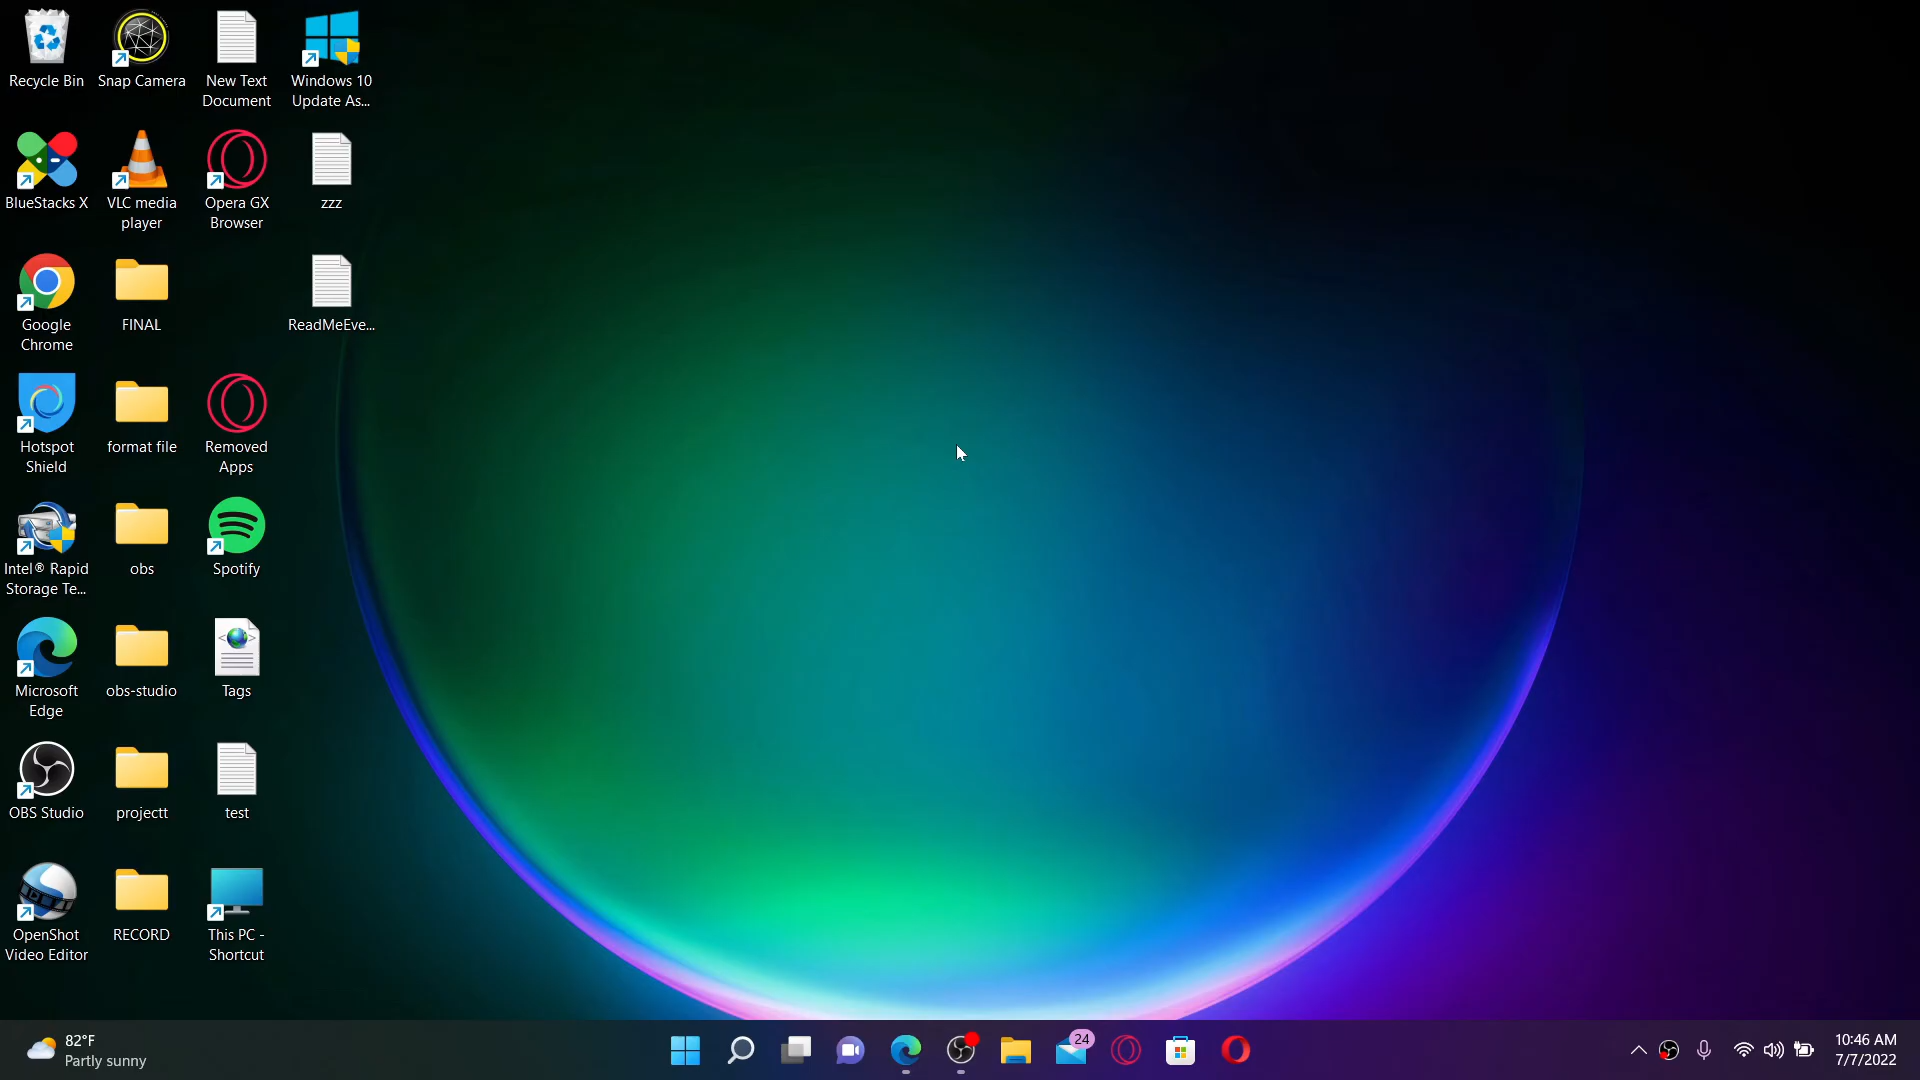 Recycle Bin
Snap Camera
New Text
Document
Windows 10
Update As...
BlueStacks X
VLC media
player
Opera GX
Browser
zzz
Google
Chrome
FINAL
ReadMeEve...
Hotspot
Shield
format file
Removed
Apps
Intel® Rapid
Storage Te...
obs
Spotify
Microsoft
Edge
obs-studio
Tags
OBS Studio
projectt
test
OpenShot
Video Editor
RECORD
This PC -
Shortcut
82°F
Partly sunny
24
10:46 AM
7/7/2022